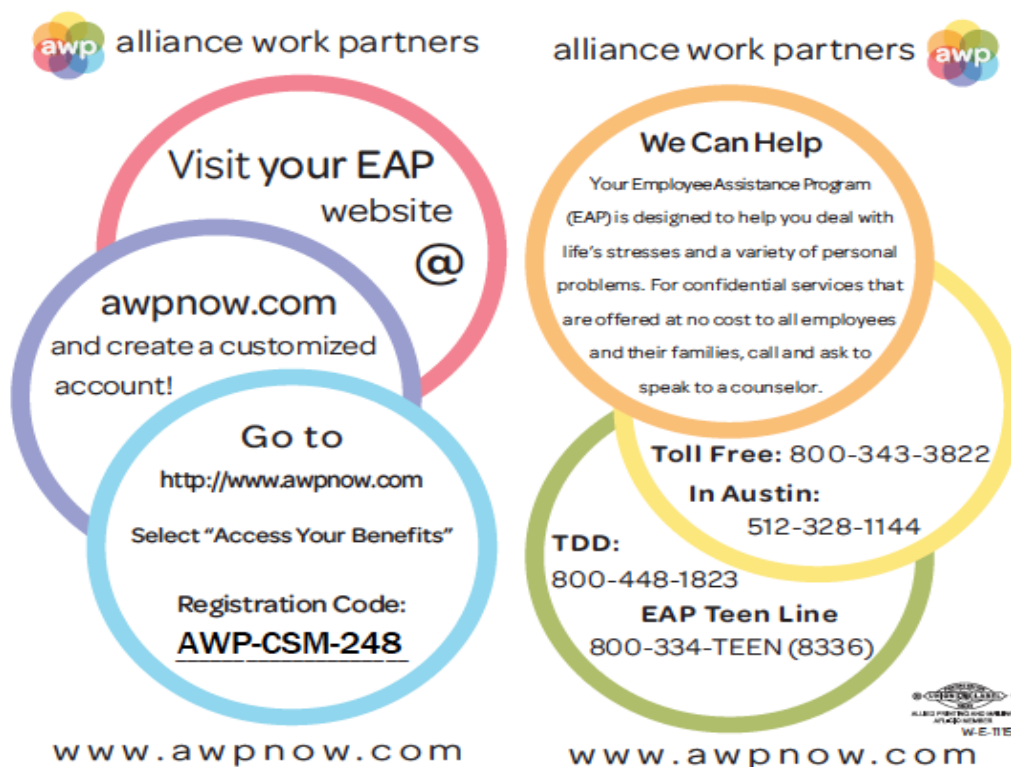 awp alliance work partners
Visit your EAP
website
@
awpnow.com
and create a customized
account!
Go to
http://www.awpnow.com
Select “Access Your Benefits”
Registration Code:
AWP-CSM-248
www.awpnow.com
alliance work partners awp
We Can Help
Your Employee Assistance Program
(EAP) is designed to help you deal with
life’s stresses and a variety of personal
problems. For confidential services that
are offered at no cost to all employees
and their families, call and ask to
speak to a counselor.
Toll Free: 800-343-3822
In Austin:
512-328-1144
TDD:
800-448-1823
EAP Teen Line
800-334-TEEN (8336)
UNION LABEL
W-E-1115
www.awpnow.com